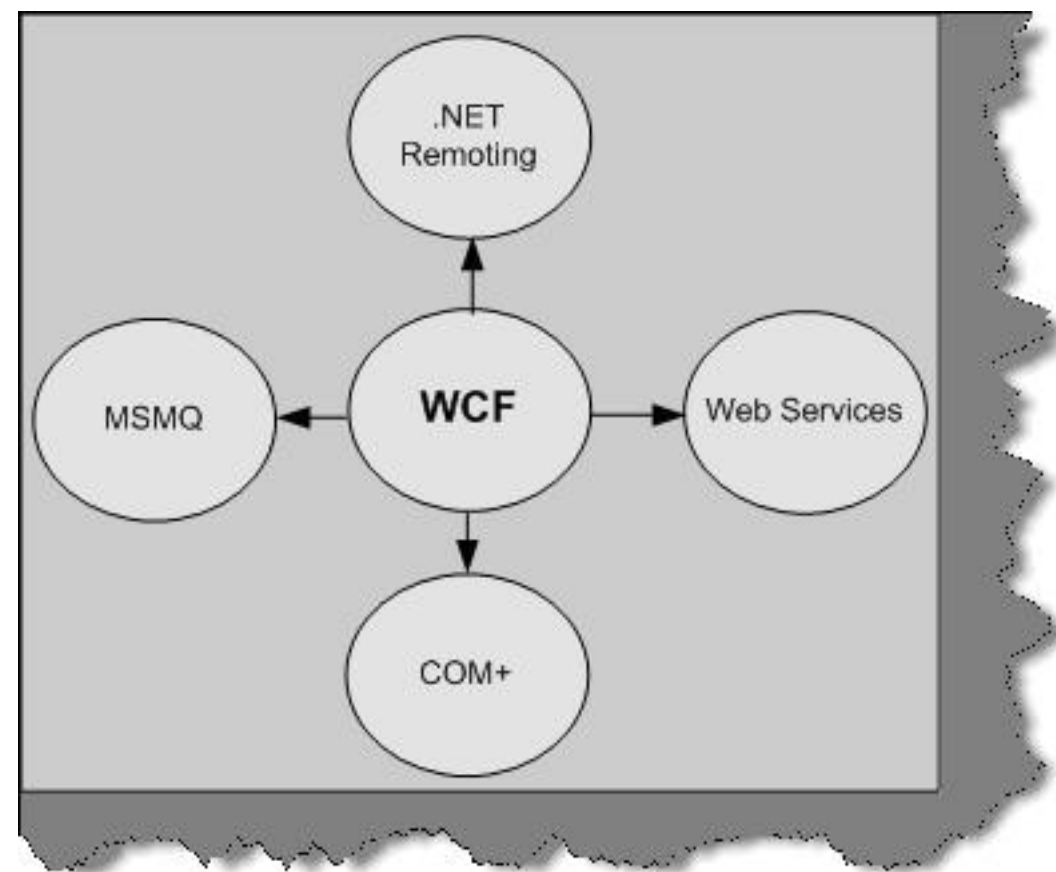 .NET
Remoting
MSMQ
WCF
Web Services
COM+